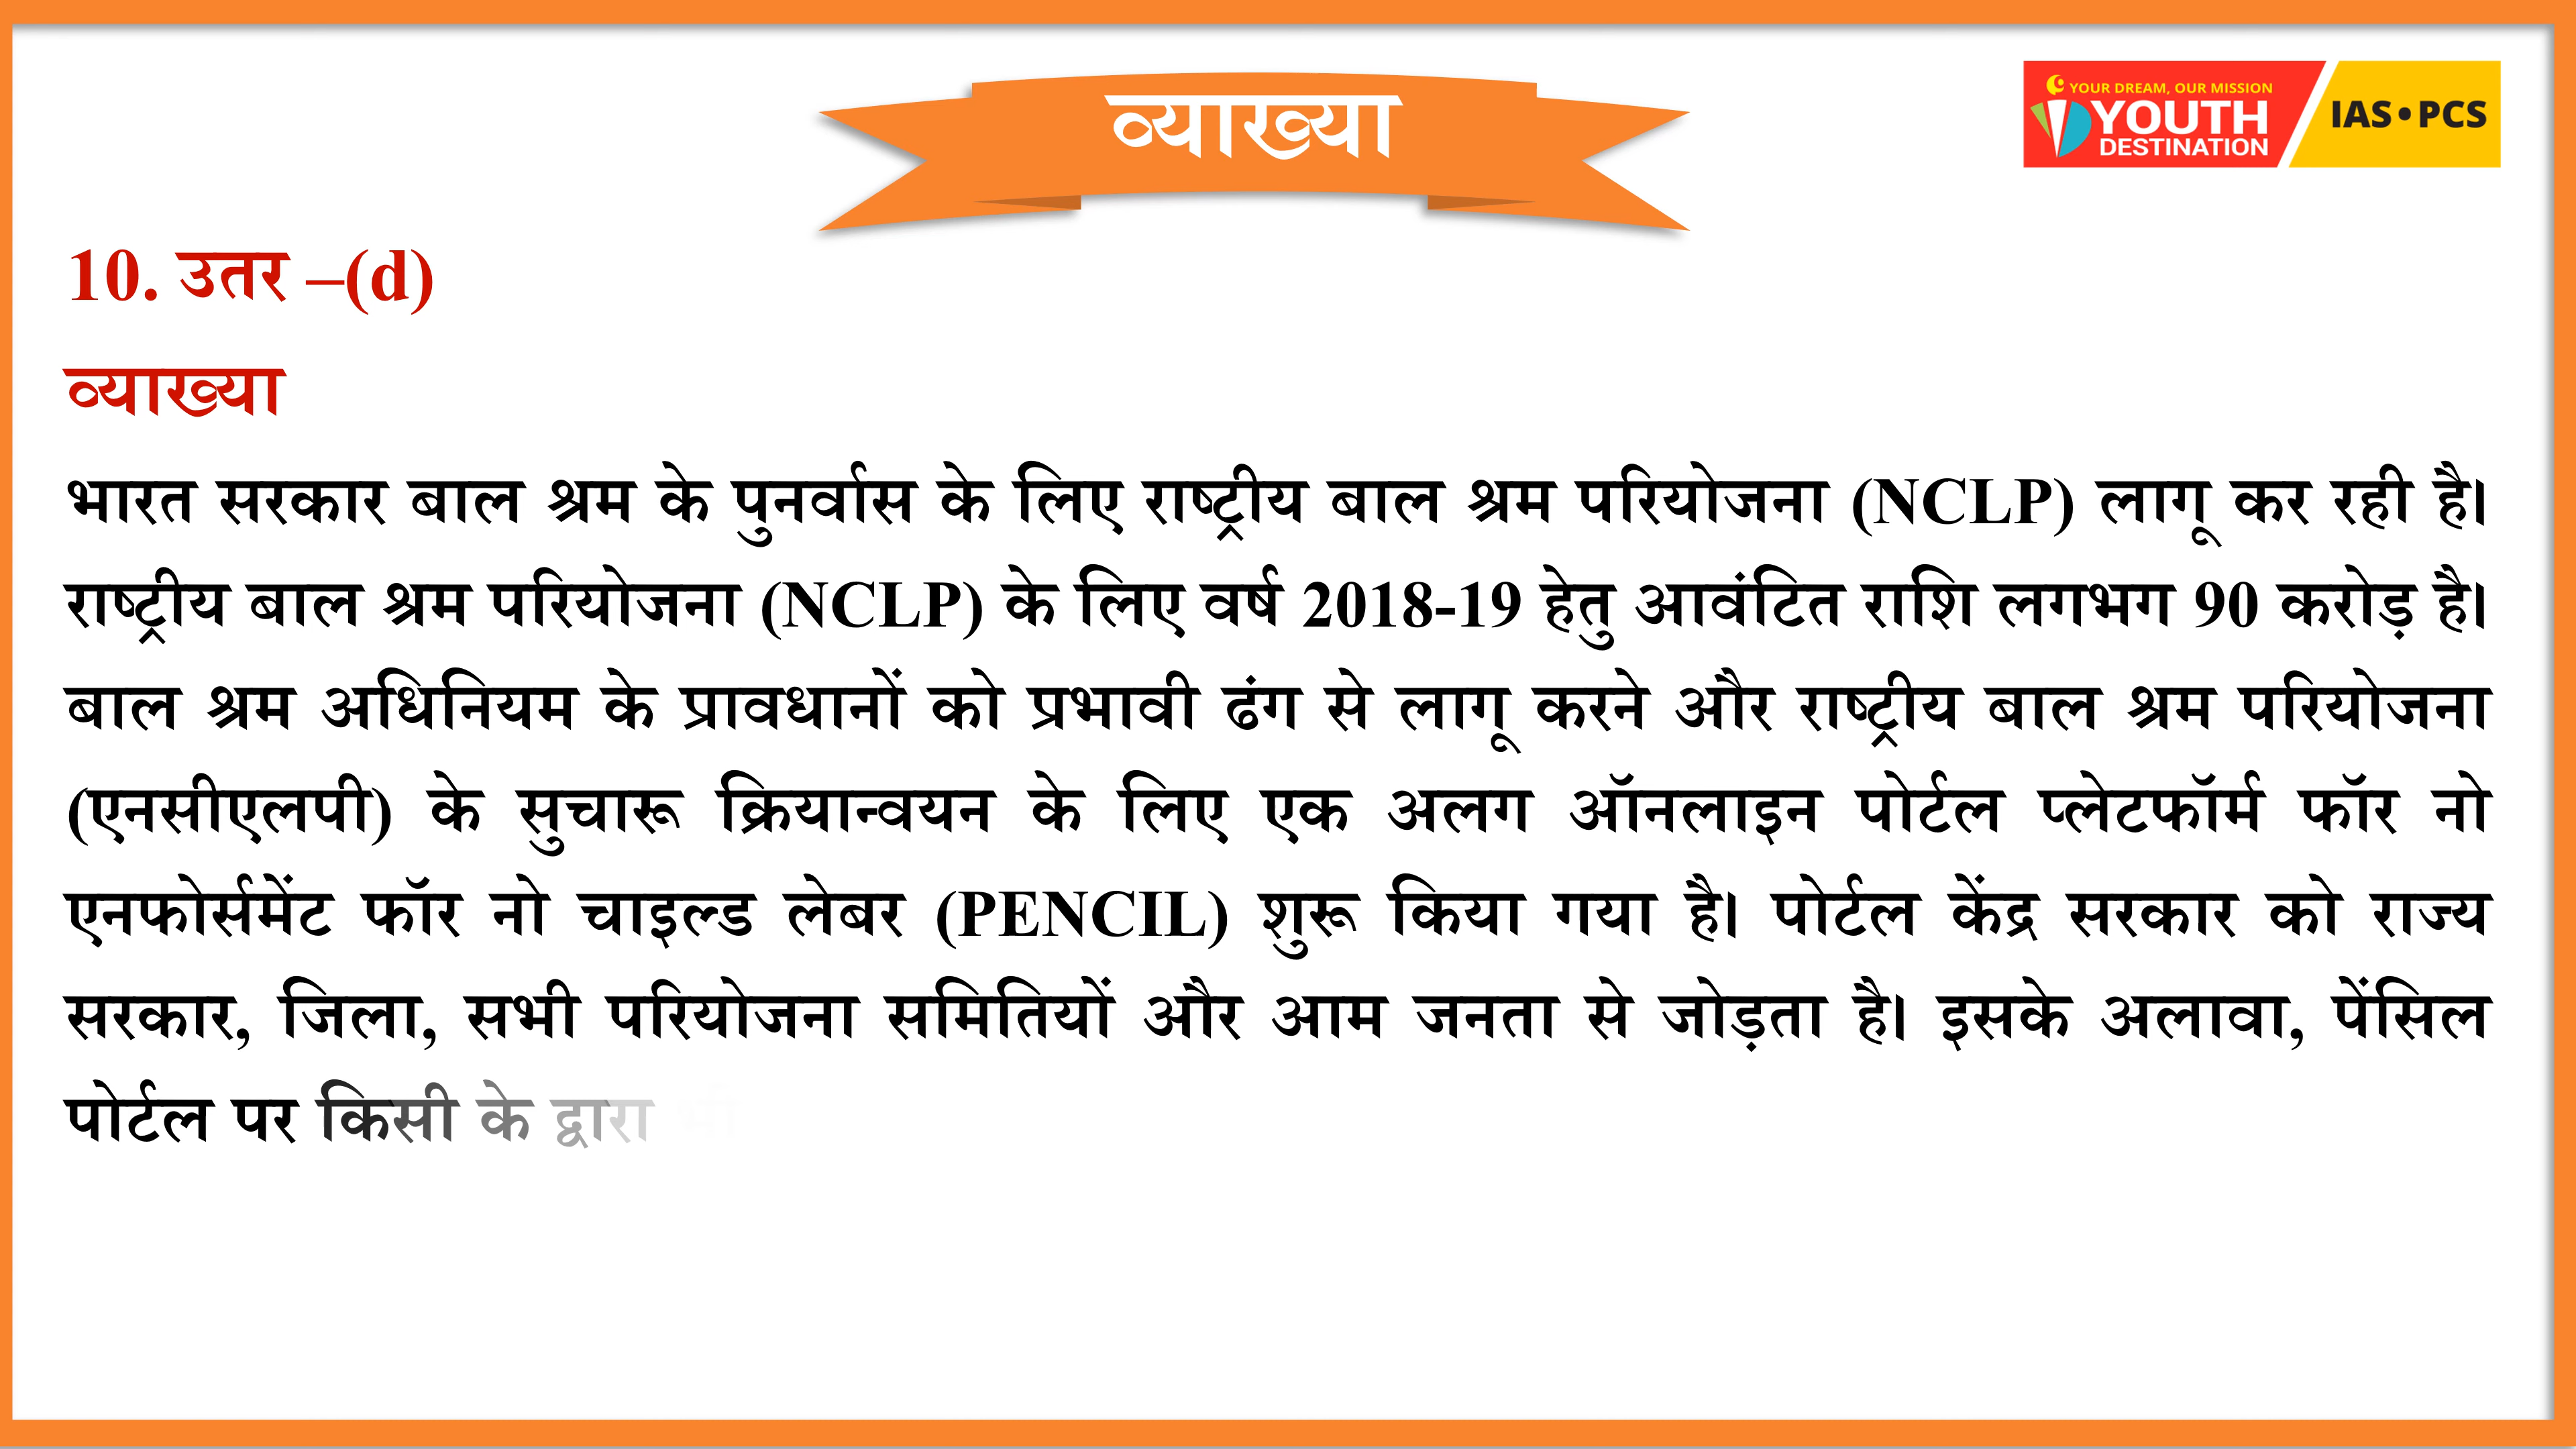 व्याख्या
YOUR DREAM, OUR MISSION
YOUTH
DESTINATION
IAS•PCS
10. उतर –(d)
व्याख्या
भारत सरकार बाल श्रम के पुनर्वास के लिए राष्ट्रीय बाल श्रम परियोजना (NCLP) लागू कर रही है।
राष्ट्रीय बाल श्रम परियोजना (NCLP) के लिए वर्ष 2018-19 हेतु आवंटित राशि लगभग 90 करोड़ है।
बाल श्रम अधिनियम के प्रावधानों को प्रभावी ढंग से लागू करने और राष्ट्रीय बाल श्रम परियोजना
(एनसीएलपी) के सुचारू क्रियान्वयन के लिए एक अलग ऑनलाइन पोर्टल प्लेटफॉर्म फॉर नो
एनफोर्समेंट फॉर नो चाइल्ड लेबर (PENCIL) शुरू किया गया है। पोर्टल केंद्र सरकार को राज्य
सरकार, जिला, सभी परियोजना समितियों और आम जनता से जोड़ता है। इसके अलावा, पेंसिल
पोर्टल पर किसी के द्वारा